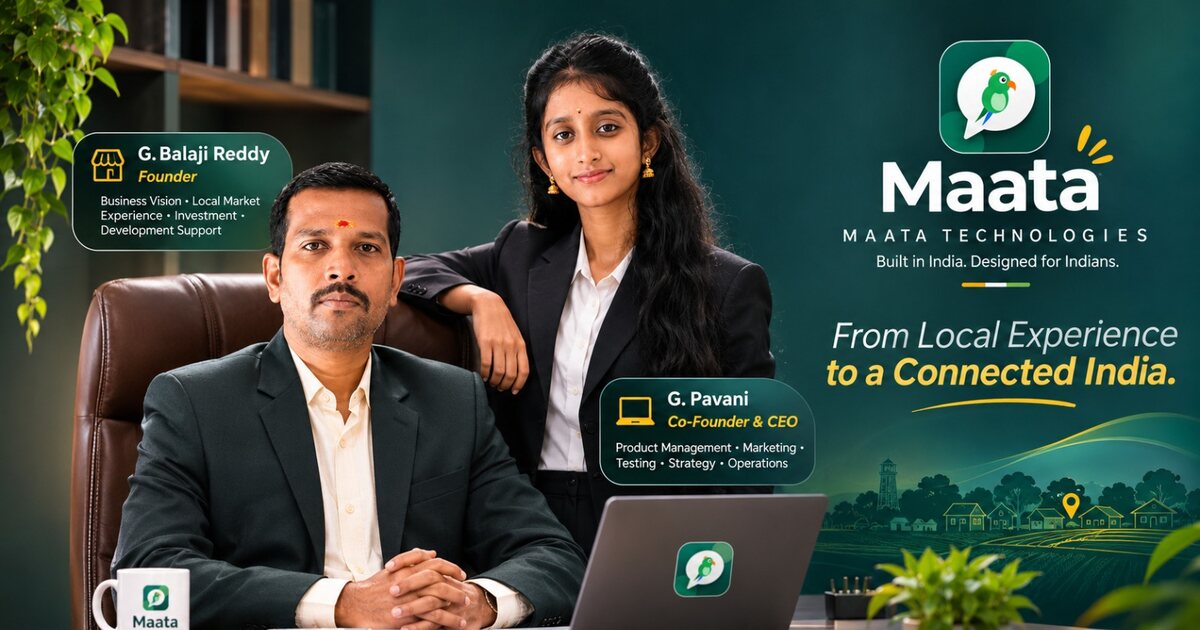 G. Balaji Reddy
Founder
Business Vision • Local Market
Experience • Investment •
Development Support
G. Pavani
Co-Founder & CEO
Product Management • Marketing •
Testing • Strategy • Operations
Maata
MAATA TECHNOLOGIES
Built in India. Designed for Indians.
From Local Experience
to a Connected India.
Maata